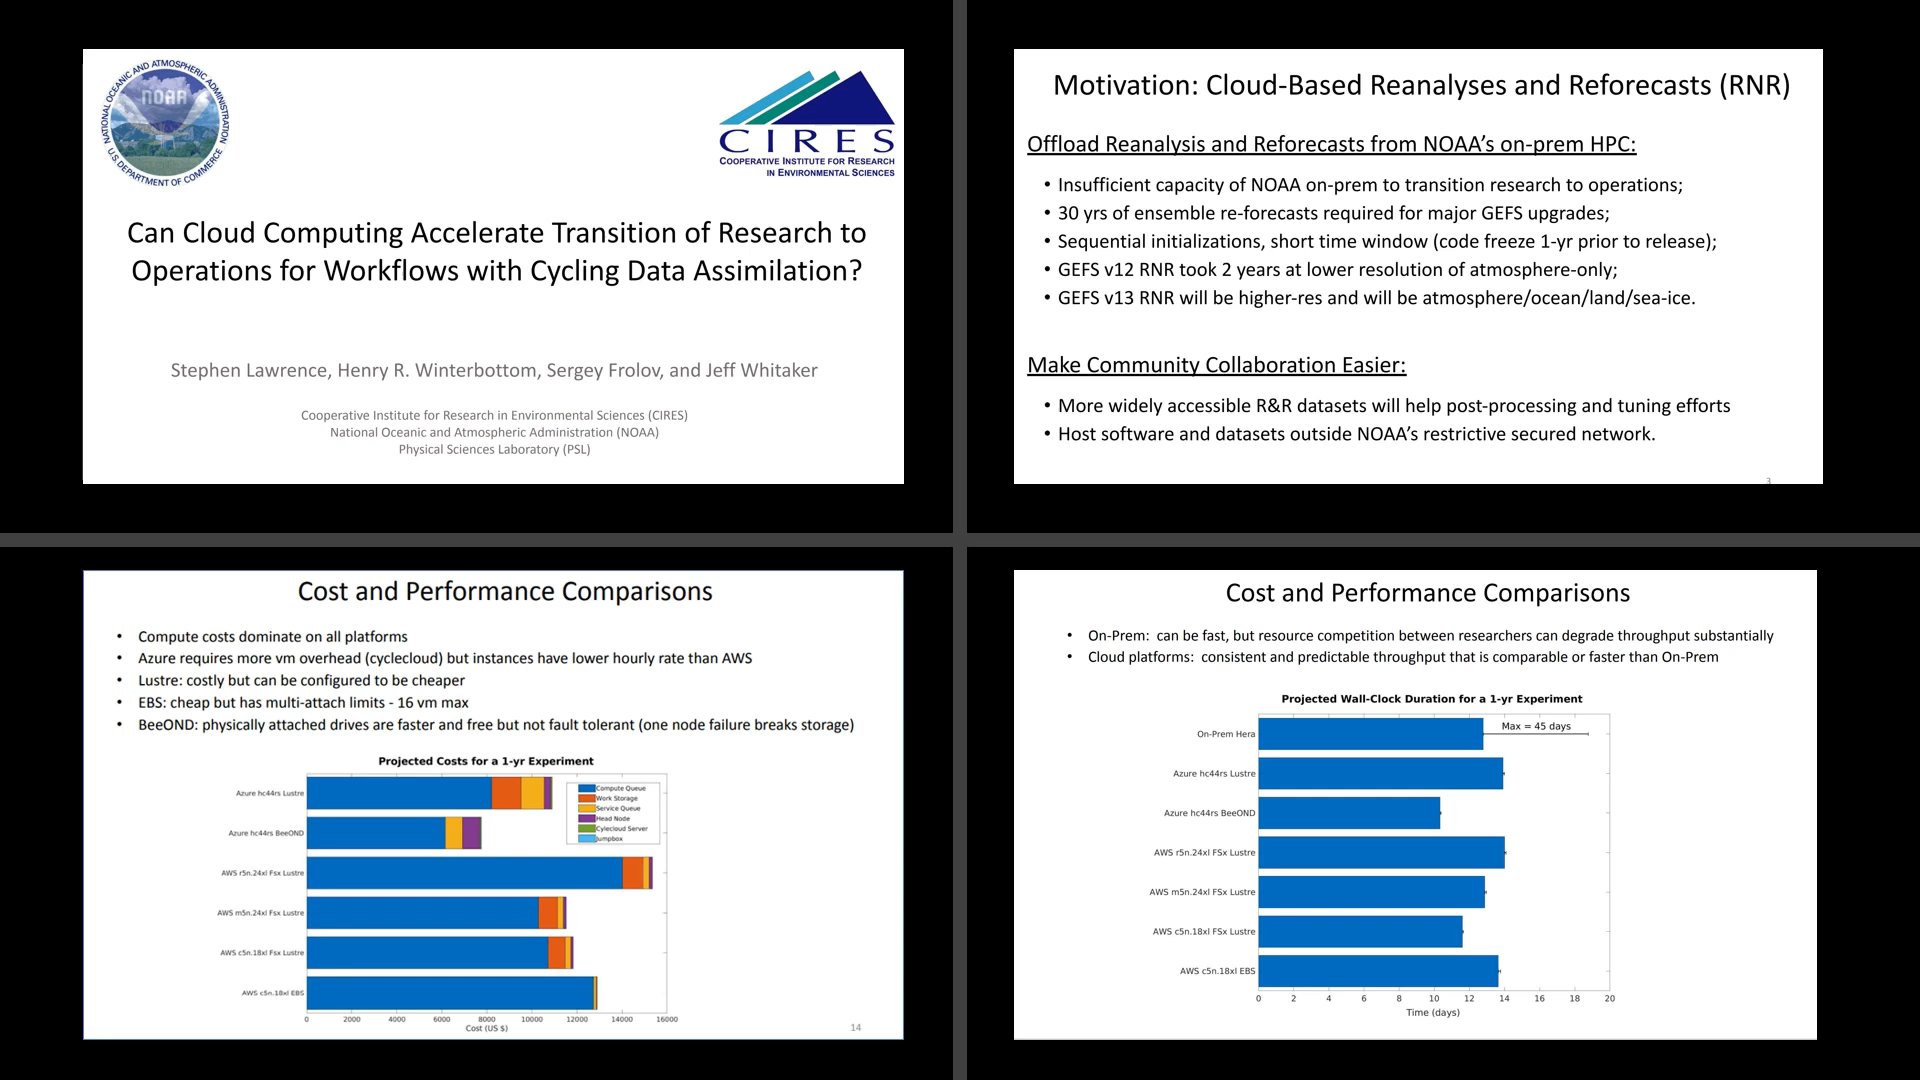 NATIONAL OCEANIC AND ATMOSPHERIC ADMINISTRATION
NOAA
U.S. DEPARTMENT OF COMMERCE
CIRES
COOPERATIVE INSTITUTE FOR RESEARCH
IN ENVIRONMENTAL SCIENCES
Can Cloud Computing Accelerate Transition of Research to
Operations for Workflows with Cycling Data Assimilation?
Stephen Lawrence, Henry R. Winterbottom, Sergey Frolov, and Jeff Whitaker
Cooperative Institute for Research in Environmental Sciences (CIRES)
National Oceanic and Atmospheric Administration (NOAA)
Physical Sciences Laboratory (PSL)
Motivation: Cloud-Based Reanalyses and Reforecasts (RNR)
Offload Reanalysis and Reforecasts from NOAA’s on-prem HPC:
• Insufficient capacity of NOAA on-prem to transition research to operations;
• 30 yrs of ensemble re-forecasts required for major GEFS upgrades;
• Sequential initializations, short time window (code freeze 1-yr prior to release);
• GEFS v12 RNR took 2 years at lower resolution of atmosphere-only;
• GEFS v13 RNR will be higher-res and will be atmosphere/ocean/land/sea-ice.
Make Community Collaboration Easier:
• More widely accessible R&R datasets will help post-processing and tuning efforts
• Host software and datasets outside NOAA’s restrictive secured network.
3
Cost and Performance Comparisons
• Compute costs dominate on all platforms
• Azure requires more vm overhead (cyclecloud) but instances have lower hourly rate than AWS
• Lustre: costly but can be configured to be cheaper
• EBS: cheap but has multi-attach limits - 16 vm max
• BeeOND: physically attached drives are faster and free but not fault tolerant (one node failure breaks storage)
Projected Costs for a 1-yr Experiment
Azure hc44rs Lustre
Azure hc44rs BeeOND
AWS r5n.24xl Fsx Lustre
AWS m5n.24xl Fsx Lustre
AWS c5n.18xl Fsx Lustre
AWS c5n.18xl EBS
Compute Queue
Work Storage
Service Queue
Head Node
Cylecloud Server
Jumpbox
0 2000 4000 6000 8000 10000 12000 14000 16000
Cost (US $)
14
Cost and Performance Comparisons
• On-Prem: can be fast, but resource competition between researchers can degrade throughput substantially
• Cloud platforms: consistent and predictable throughput that is comparable or faster than On-Prem
Projected Wall-Clock Duration for a 1-yr Experiment
On-Prem Hera
Max = 45 days
Azure hc44rs Lustre
Azure hc44rs BeeOND
AWS r5n.24xl FSx Lustre
AWS m5n.24xl FSx Lustre
AWS c5n.18xl FSx Lustre
AWS c5n.18xl EBS
0 2 4 6 8 10 12 14 16 18 20
Time (days)